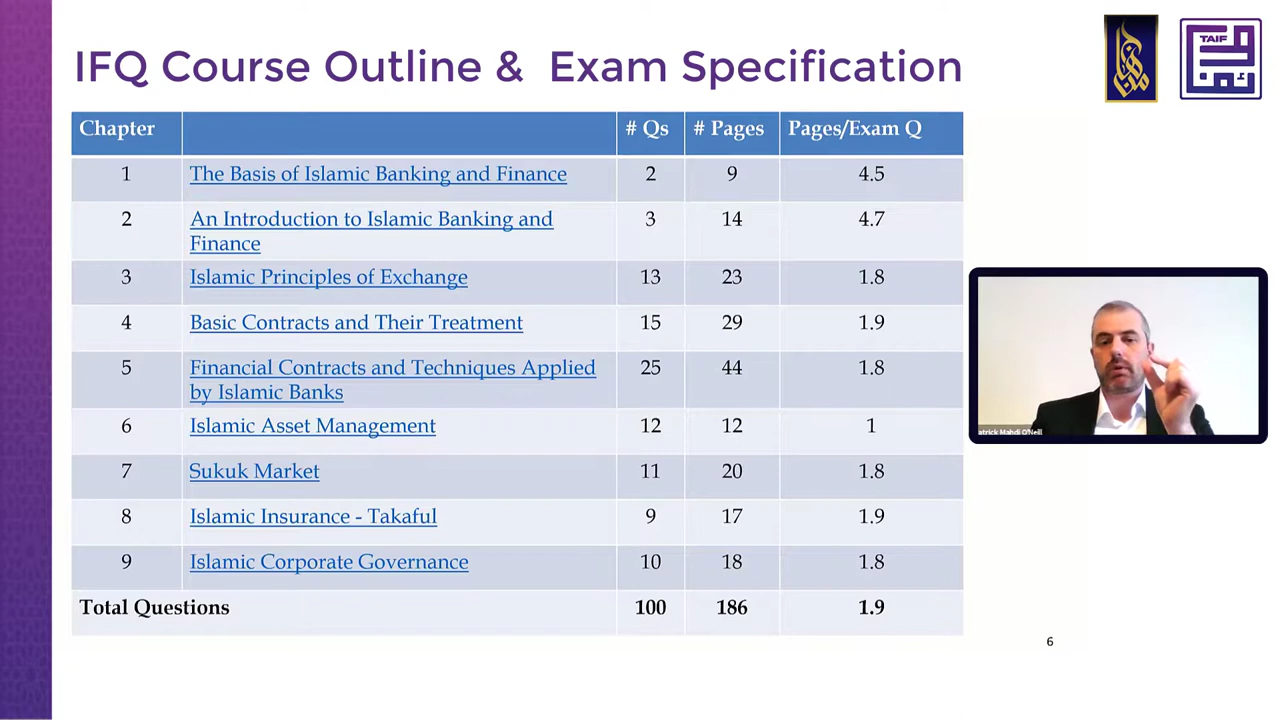 IFQ Course Outline & Exam Specification
TAIF
Chapter # Qs # Pages Pages/Exam Q
1 The Basis of Islamic Banking and Finance 2 9 4.5
2 An Introduction to Islamic Banking and
Finance 3 14 4.7
3 Islamic Principles of Exchange 13 23 1.8
4 Basic Contracts and Their Treatment 15 29 1.9
5 Financial Contracts and Techniques Applied
by Islamic Banks 25 44 1.8
6 Islamic Asset Management 12 12 1
7 Sukuk Market 11 20 1.8
8 Islamic Insurance - Takaful 9 17 1.9
9 Islamic Corporate Governance 10 18 1.8
Total Questions 100 186 1.9
atrick Mahdi O'Neill
6